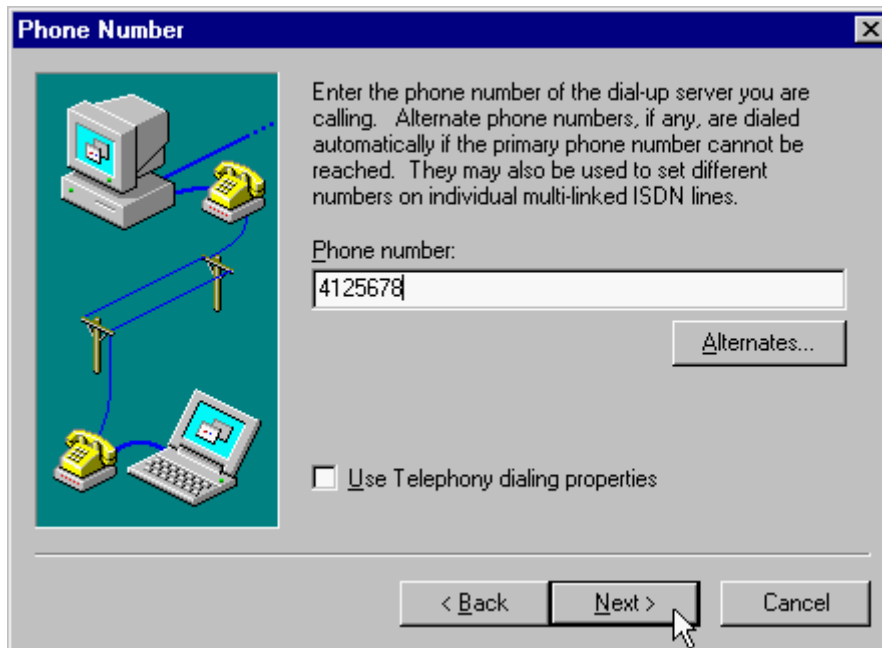 Phone Number
Enter the phone number of the dial-up server you are
calling. Alternate phone numbers, if any, are dialed
automatically if the primary phone number cannot be
reached. They may also be used to set different
numbers on individual multi-linked ISDN lines.
Phone number:
4125678
Alternates...
Use Telephony dialing properties
< Back Next > Cancel